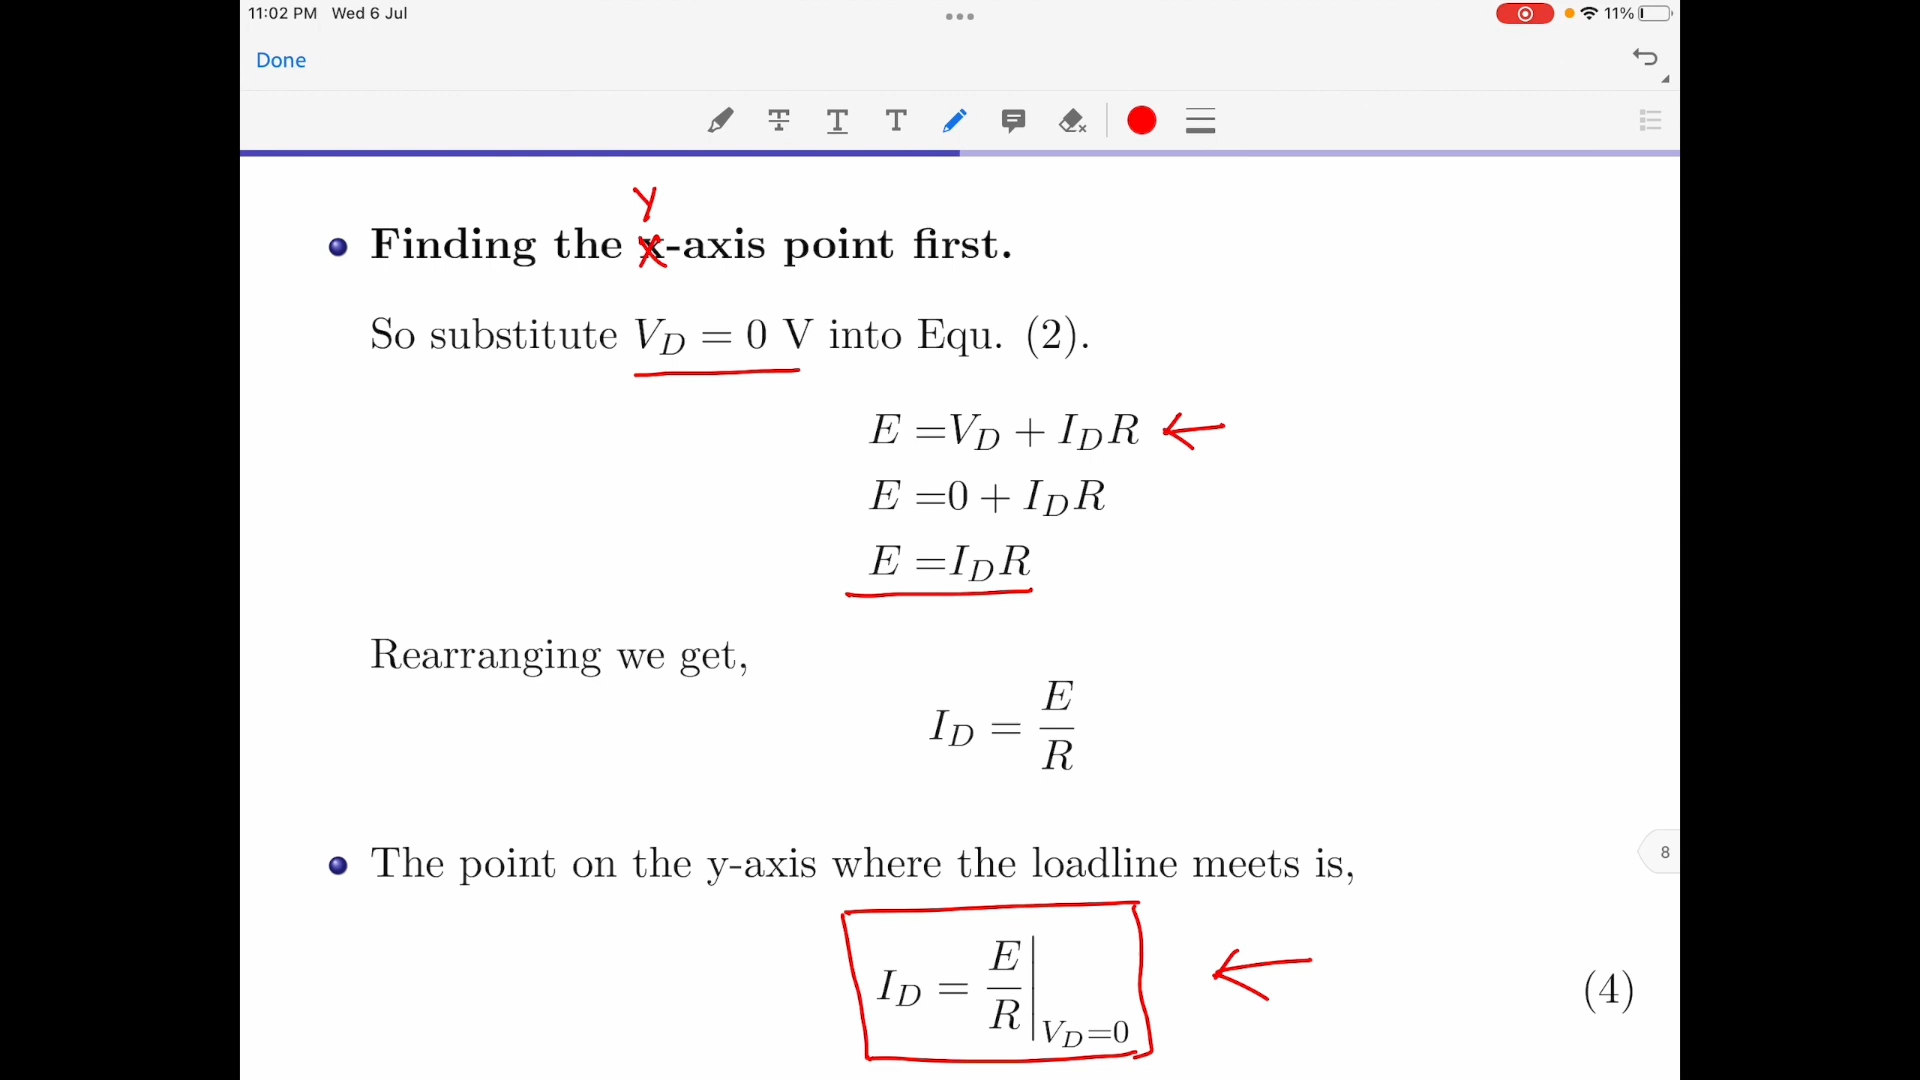 11:02 PM Wed 6 Jul
11%
Done
Y
Finding the x-axis point first.
So substitute V_D = 0 V into Equ. (2).
E =V_D + I_D R
E =0 + I_D R
E =I_D R
Rearranging we get,
I_D = E/R
8
The point on the y-axis where the loadline meets is,
I_D = E/R|_{V_D=0} (4)